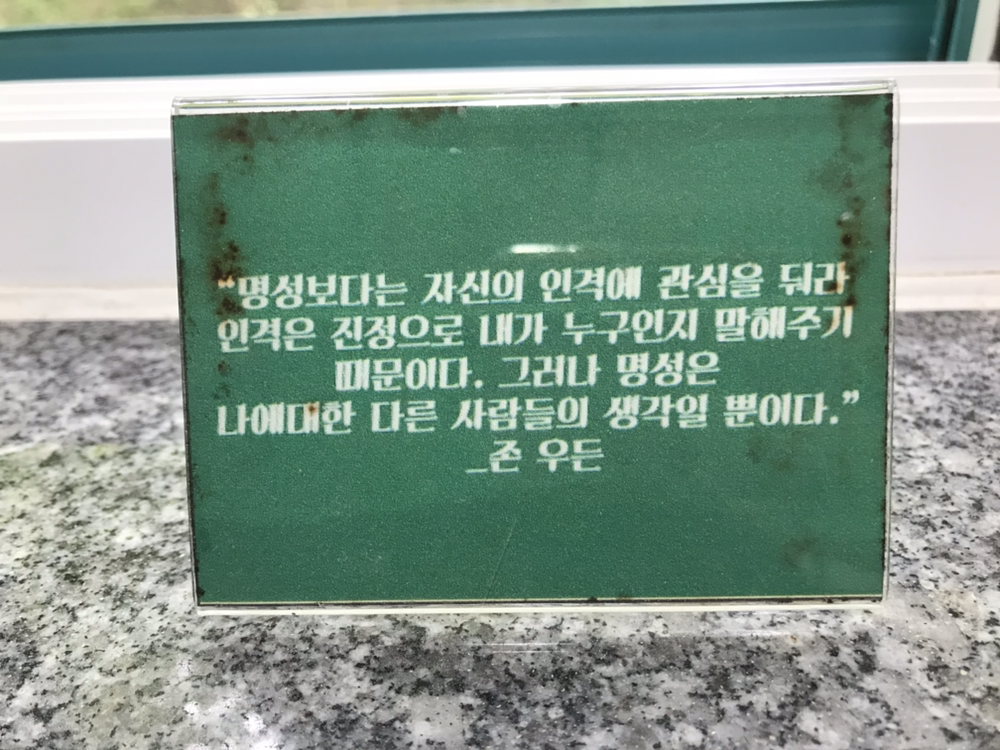 “명성보다는 자신의 인격에 관심을 둬라
인격은 진정으로 내가 누구인지 말해주기
때문이다. 그러나 명성은
나에대한 다른 사람들의 생각일 뿐이다.”
_존 우든